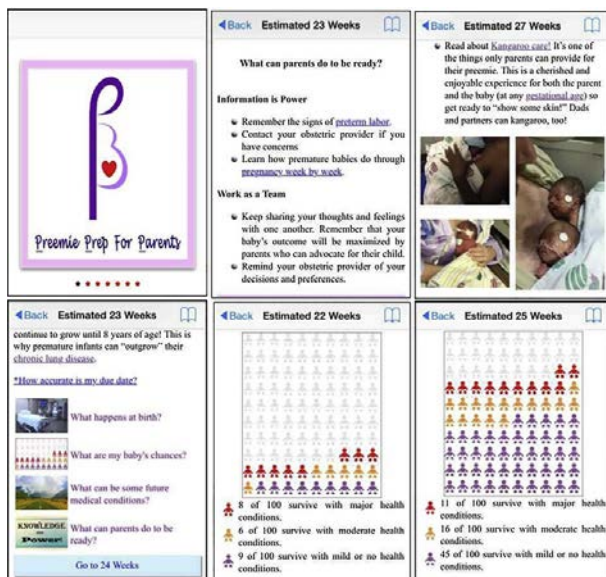 Preemie Prep For Parents
Back Estimated 23 Weeks
What can parents do to be ready?
Information is Power
Remember the signs of preterm labor.
Contact your obstetric provider if you
have concerns
Learn how premature babies do through
pregnancy week by week.
Work as a Team
Keep sharing your thoughts and feelings
with one another. Remember that your
baby's outcome will be maximized by
parents who can advocate for their child.
Remind your obstetric provider of your
decisions and preferences.
Back Estimated 27 Weeks
Read about Kangaroo care! It's one of
the things only parents can provide for
their preemie. This is a cherished and
enjoyable experience for both the parent
and the baby (at any gestational age) so
get ready to "show some skin!" Dads
and partners can kangaroo, too!
Back Estimated 23 Weeks
continue to grow until 8 years of age! This is
why premature infants can "outgrow" their
chronic lung disease.
*How accurate is my due date?
What happens at birth?
What are my baby's chances?
What can be some future
medical conditions?
KNOWLEDGE
Power!
What can parents do to be
ready?
Go to 24 Weeks
Back Estimated 22 Weeks
8 of 100 survive with major health
conditions.
6 of 100 survive with moderate health
conditions.
9 of 100 survive with mild or no health
conditions.
Back Estimated 25 Weeks
11 of 100 survive with major health
conditions.
16 of 100 survive with moderate health
conditions.
45 of 100 survive with mild or no health
conditions.